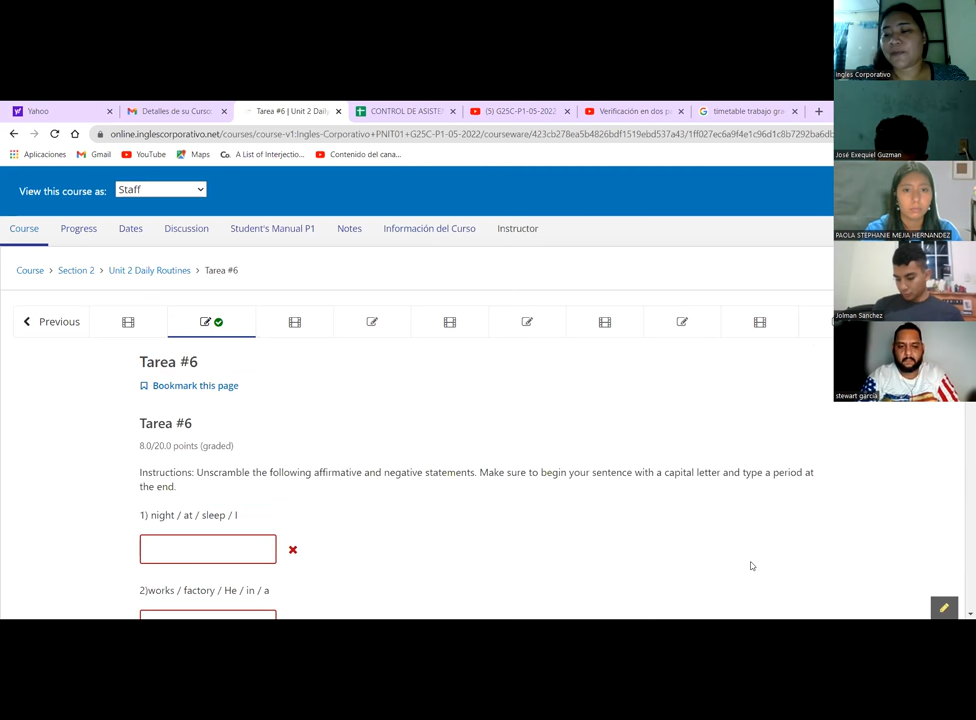 Yahoo
Detalles de su Curso
Tarea #6 | Unit 2 Daily
CONTROL DE ASISTE
(5) G25C-P1-05-2022
Verificación en dos p
timetable trabajo gra
online.inglescorporativo.net/courses/course-v1:Ingles-Corporativo+PNIT01+G25C-P1-05-2022/courseware/423cb278ea5b4826bdf1519ebd537a43/1ff027ec6a9f4e1c96d1c8b7292ba6db
Aplicaciones
Gmail
YouTube
Maps
A List of Interjectio...
Contenido del cana...
View this course as:
Staff
Course
Progress
Dates
Discussion
Student's Manual P1
Notes
Información del Curso
Instructor
Course > Section 2 > Unit 2 Daily Routines > Tarea #6
Previous
Tarea #6
Bookmark this page
Tarea #6
8.0/20.0 points (graded)
Instructions: Unscramble the following affirmative and negative statements. Make sure to begin your sentence with a capital letter and type a period at
the end.
1) night / at / sleep / I
2)works / factory / He / in / a
Ingles Corporativo
José Exequiel Guzman
PAOLA STEPHANIE MEJIA HERNANDEZ
Jolman Sanchez
stewart garcia